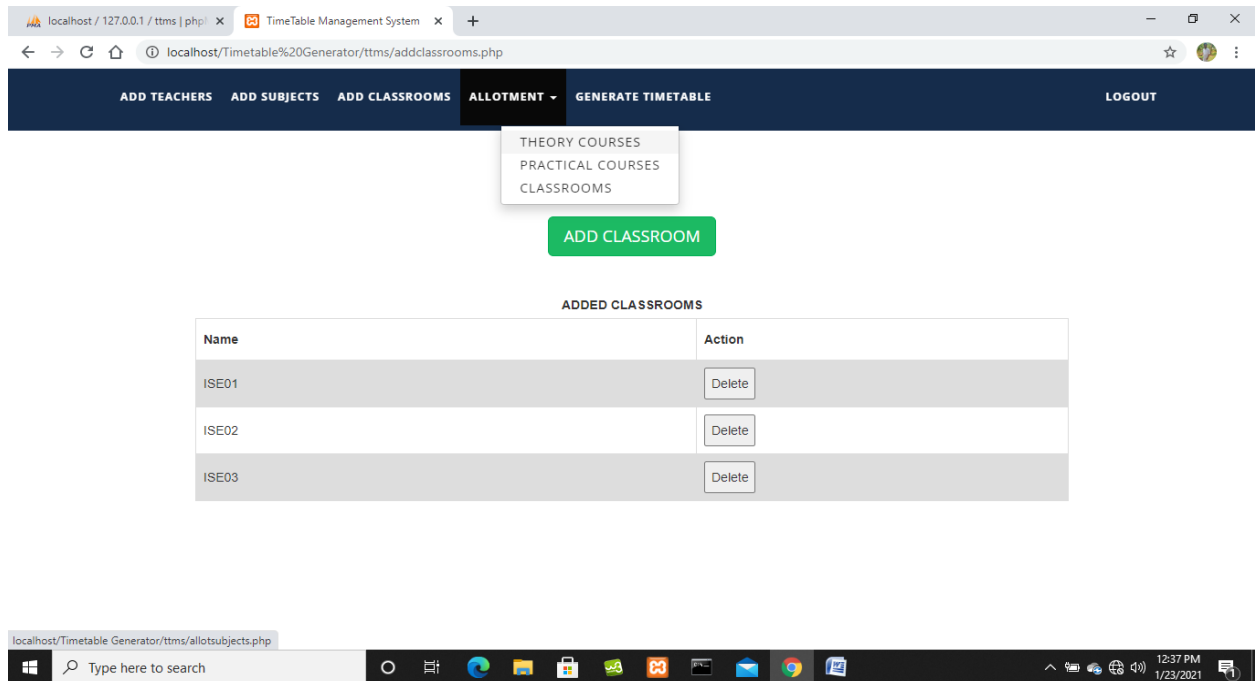 localhost / 127.0.0.1 / ttms | php
TimeTable Management System
localhost/Timetable%20Generator/ttms/addclassrooms.php
ADD TEACHERS ADD SUBJECTS ADD CLASSROOMS ALLOTMENT GENERATE TIMETABLE LOGOUT
THEORY COURSES
PRACTICAL COURSES
CLASSROOMS
ADD CLASSROOM
ADDED CLASSROOMS
Name Action
ISE01 Delete
ISE02 Delete
ISE03 Delete
localhost/Timetable Generator/ttms/allotsubjects.php
Type here to search
12:37 PM
1/23/2021
1